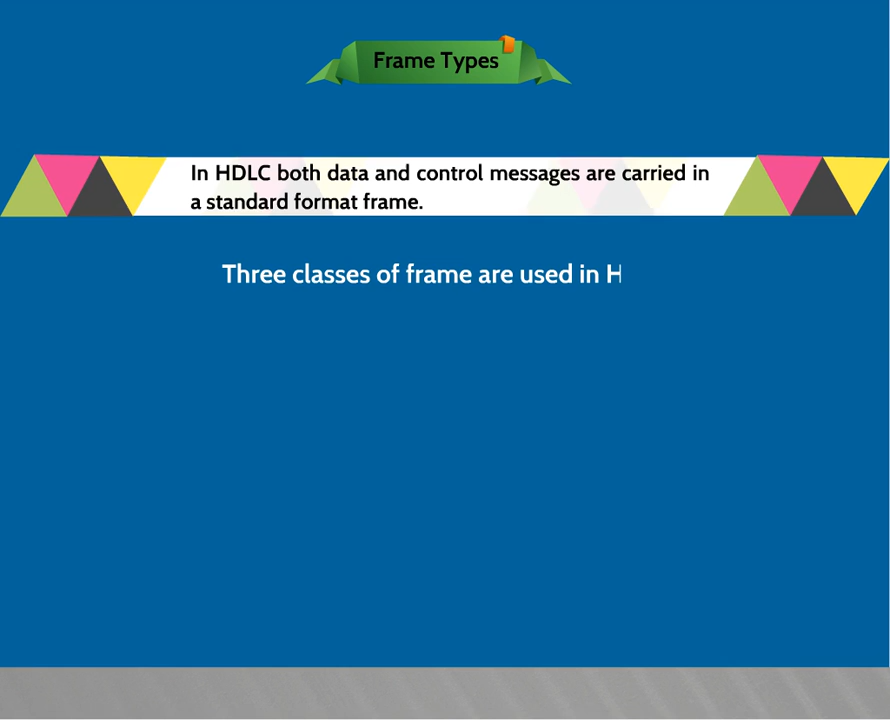 Frame Types
In HDLC both data and control messages are carried in
a standard format frame.
Three classes of frame are used in H